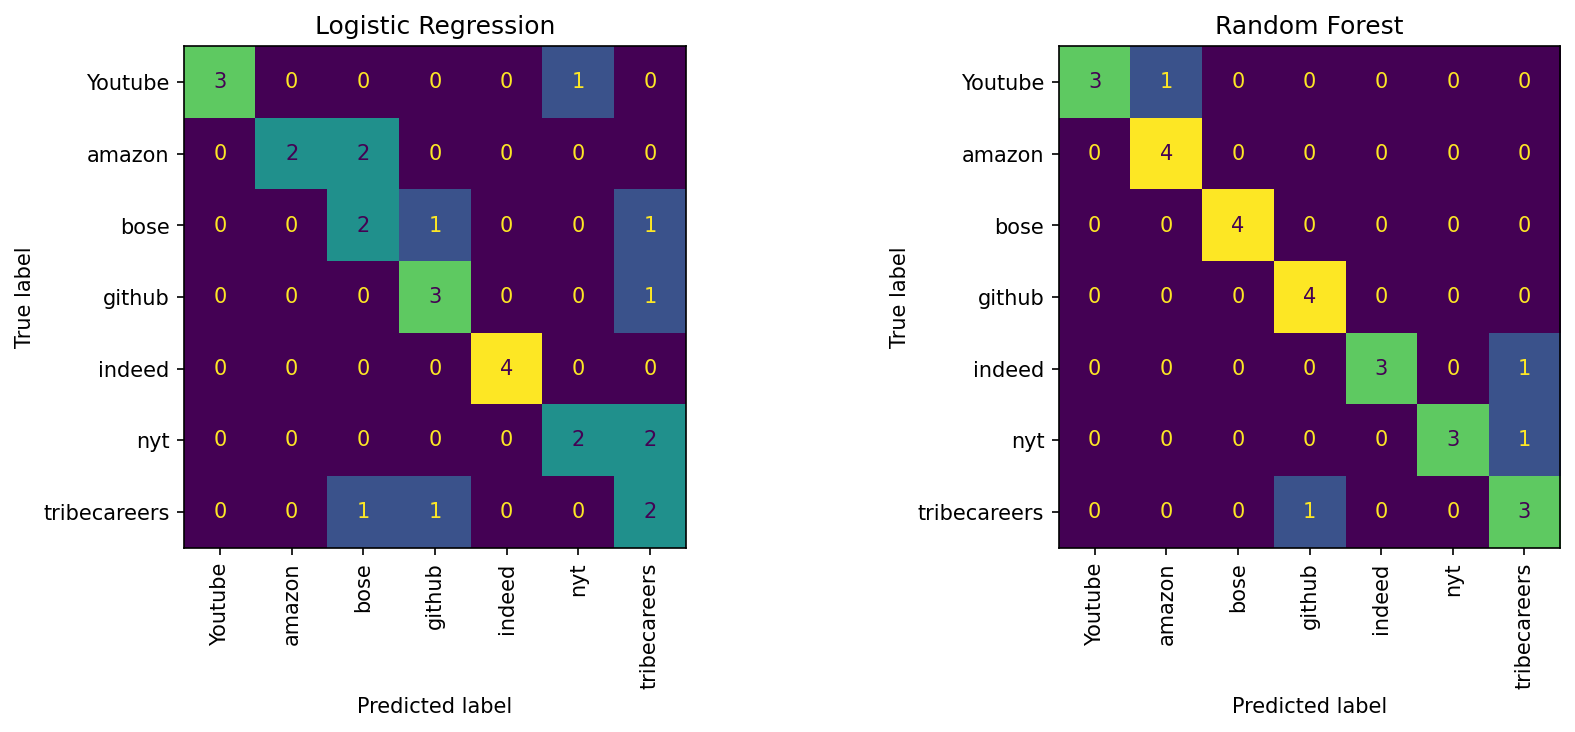 Logistic Regression
True label
Youtube 3 0 0 0 0 1 0
amazon 0 2 2 0 0 0 0
bose 0 0 2 1 0 0 1
github 0 0 0 3 0 0 1
indeed 0 0 0 0 4 0 0
nyt 0 0 0 0 0 2 2
tribecareers 0 0 1 1 0 0 2
Youtube amazon bose github indeed nyt tribecareers
Predicted label
Random Forest
True label
Youtube 3 1 0 0 0 0 0
amazon 0 4 0 0 0 0 0
bose 0 0 4 0 0 0 0
github 0 0 0 4 0 0 0
indeed 0 0 0 0 3 0 1
nyt 0 0 0 0 0 3 1
tribecareers 0 0 0 1 0 0 3
Youtube amazon bose github indeed nyt tribecareers
Predicted label